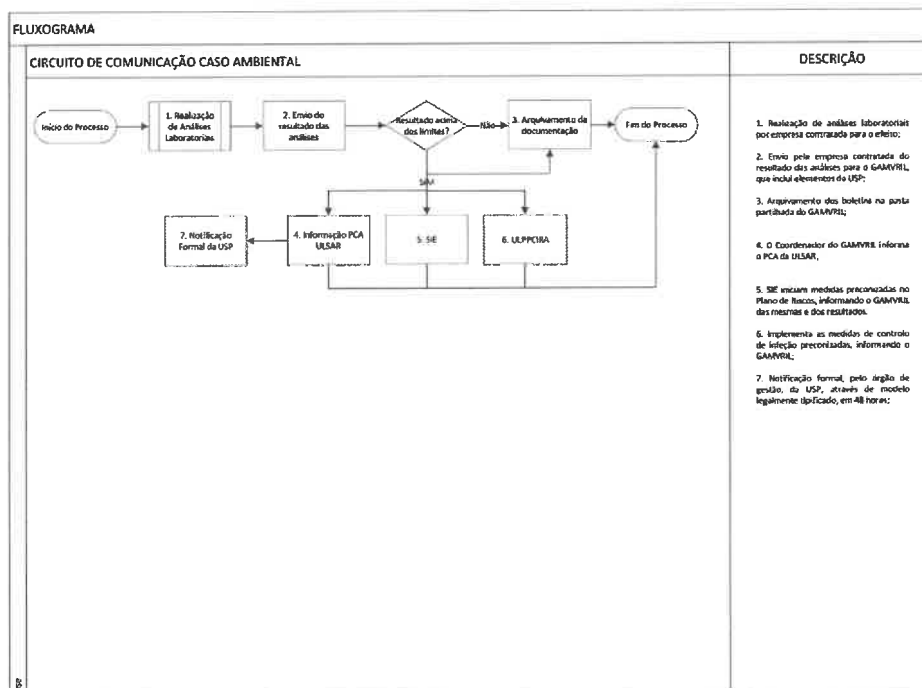 FLUXOGRAMA
CIRCUITO DE COMUNICAÇÃO CASO AMBIENTAL
DESCRIÇÃO
Início do Processo
1. Realização
de Análises
Laboratorias
2. Envio do
resultado das
análises
Resultado acima
dos limites?
Não
3. Arquivamento da
documentação
Fim do Processo
SIM
7. Notificação
Formal da USP
4. Informação PCA
ULSAR
5. SIE
6. ULPPCIRA
1. Realização de análises laboratoriais
por empresa contratada para o efeito;
2. Envio pela empresa contratada do
resultado das análises para o GAMVRIL,
que inclui elementos da USP;
3. Arquivamento dos boletins na pasta
partilhada do GAMVRIL;
4. O Coordenador do GAMVRIL informa
o PCA da ULSAR,
5. SIE iniciam medidas preconizadas no
Plano de Riscos, informando o GAMVRIL
das mesmas e dos resultados.
6. Implementa as medidas de controlo
de infeção preconizadas, informando o
GAMVRIL;
7. Notificação formal, pelo órgão de
gestão, da USP, através de modelo
legalmente tipificado, em 48 horas;